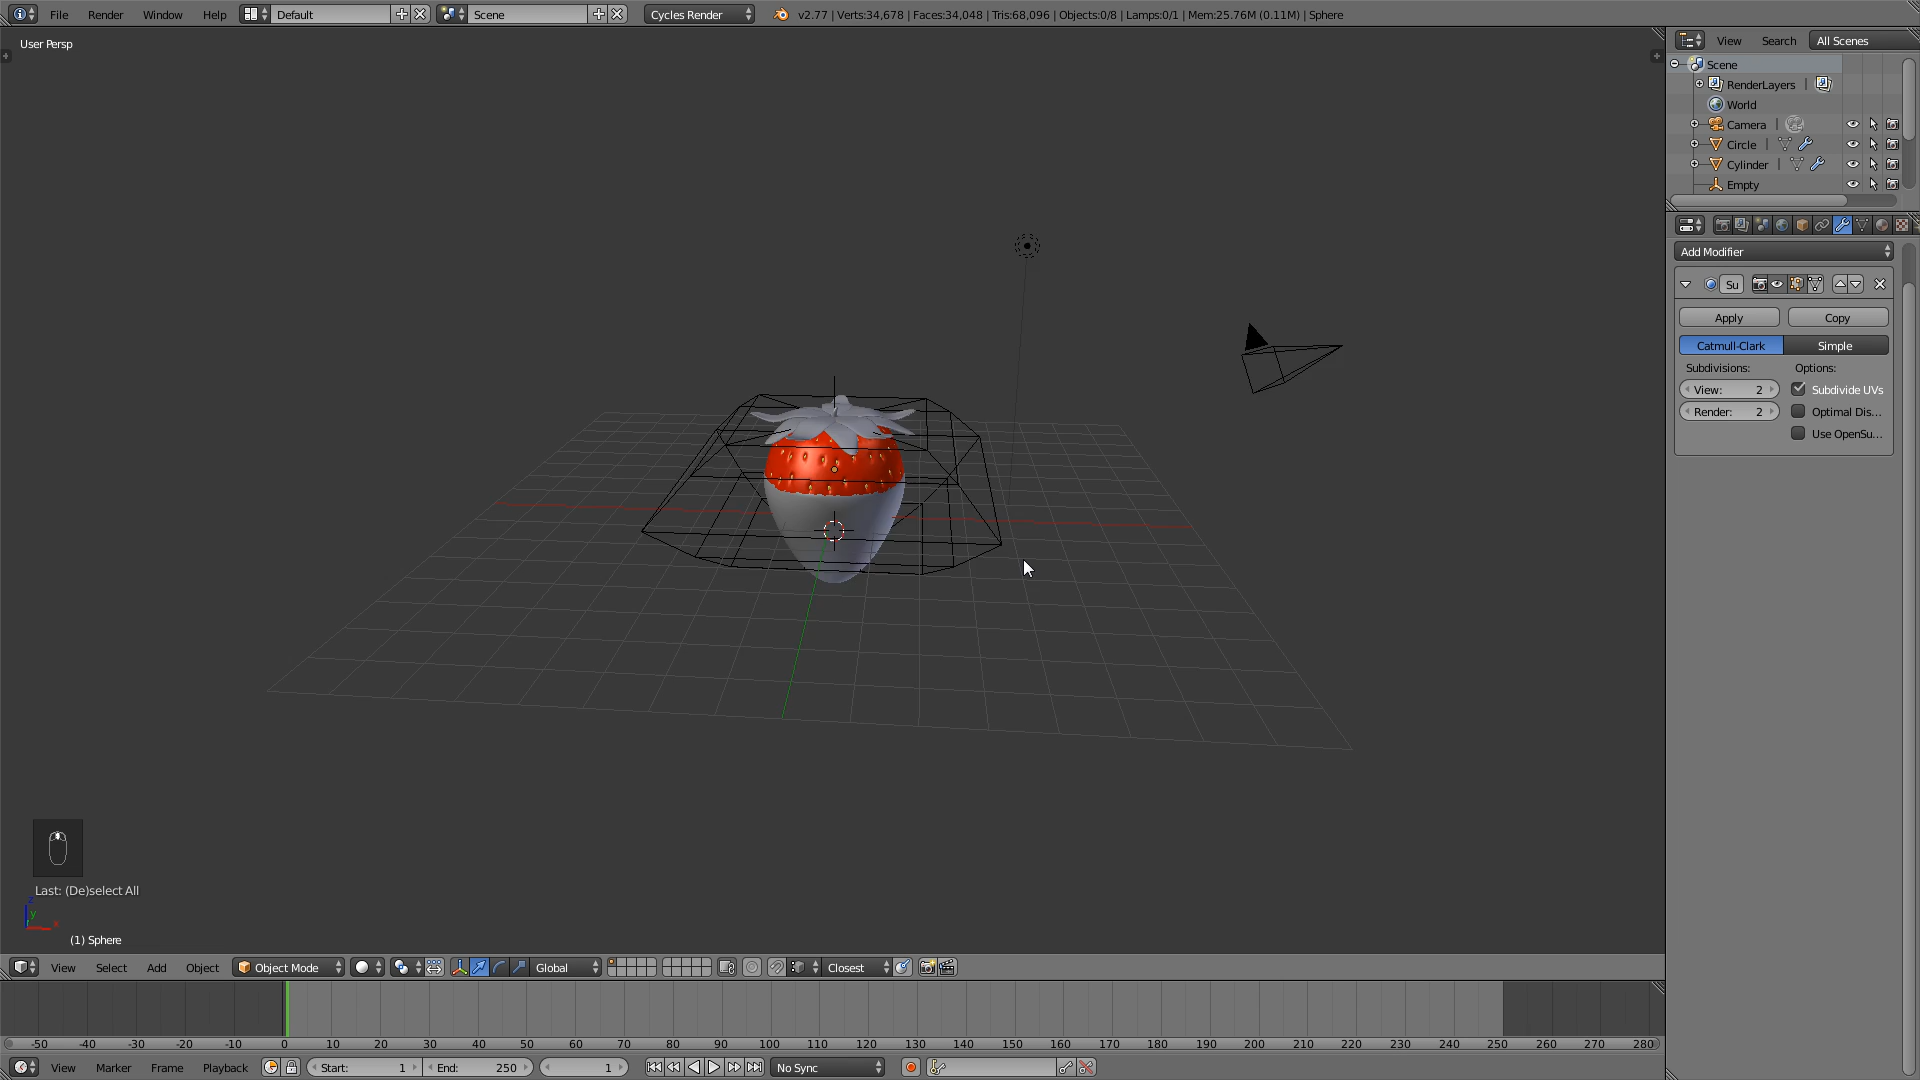 File Render Window Help Default Scene Cycles Render v2.77 | Verts:34,678 | Faces:34,048 | Tris:68,096 | Objects:0/8 | Lamps:0/1 | Mem:25.76M (0.11M) | Sphere
User Persp
View Search All Scenes
Scene
RenderLayers
World
Camera
Circle
Cylinder
Empty
Add Modifier
Su
Apply Copy
Catmull-Clark Simple
Subdivisions: Options:
View: 2 Subdivide UVs
Render: 2 Optimal Dis...
Use OpenSu...
Last: (De)select All
z
y
x
(1) Sphere
View Select Add Object Object Mode Global Closest
-50 -40 -30 -20 -10 0 10 20 30 40 50 60 70 80 90 100 110 120 130 140 150 160 170 180 190 200 210 220 230 240 250 260 270 280
View Marker Frame Playback Start: 1 End: 250 1 No Sync